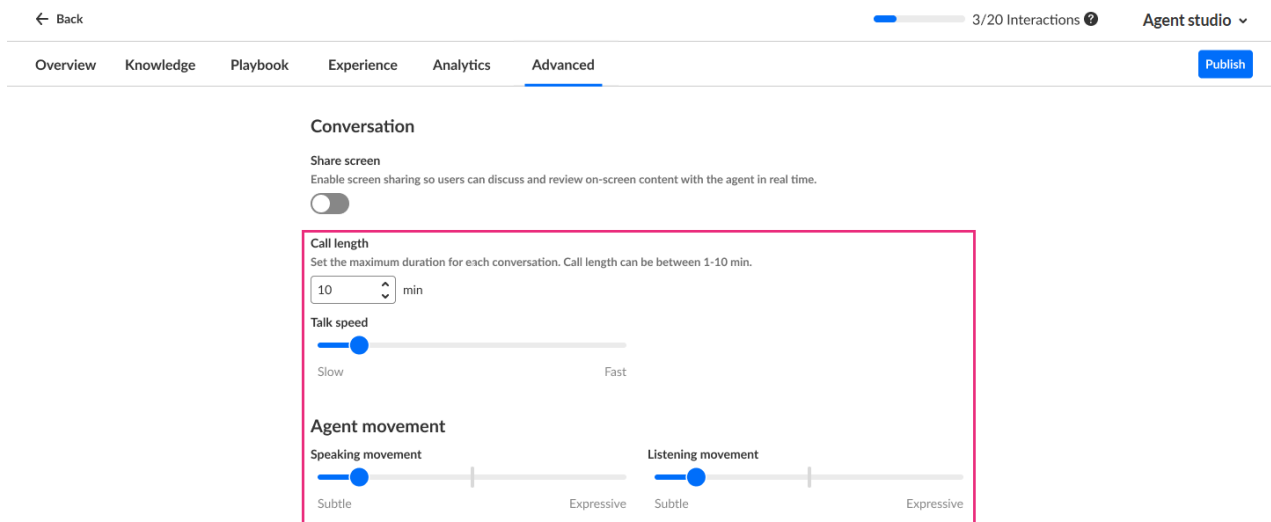 Back
3/20 Interactions ?
Agent studio
Overview Knowledge Playbook Experience Analytics Advanced
Publish
Conversation
Share screen
Enable screen sharing so users can discuss and review on-screen content with the agent in real time.
Call length
Set the maximum duration for each conversation. Call length can be between 1-10 min.
10 min
Talk speed
Slow Fast
Agent movement
Speaking movement Listening movement
Subtle Expressive Subtle Expressive